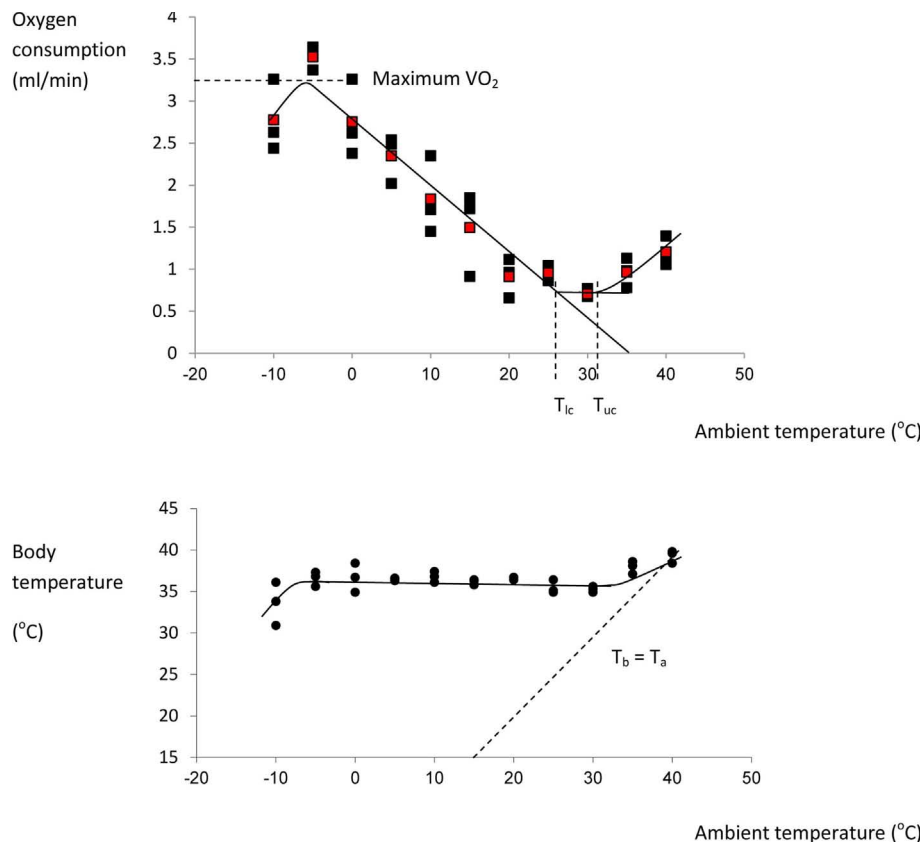 Oxygen
consumption
(ml/min)
4
3.5
3
2.5
2
1.5
1
0.5
0
Maximum VO₂
-20 -10 0 10 20 30 40 50
Tlc Tuc
Ambient temperature (°C)
Body
temperature
(°C)
45
40
35
30
25
20
15
Tb = Ta
-20 -10 0 10 20 30 40 50
Ambient temperature (°C)